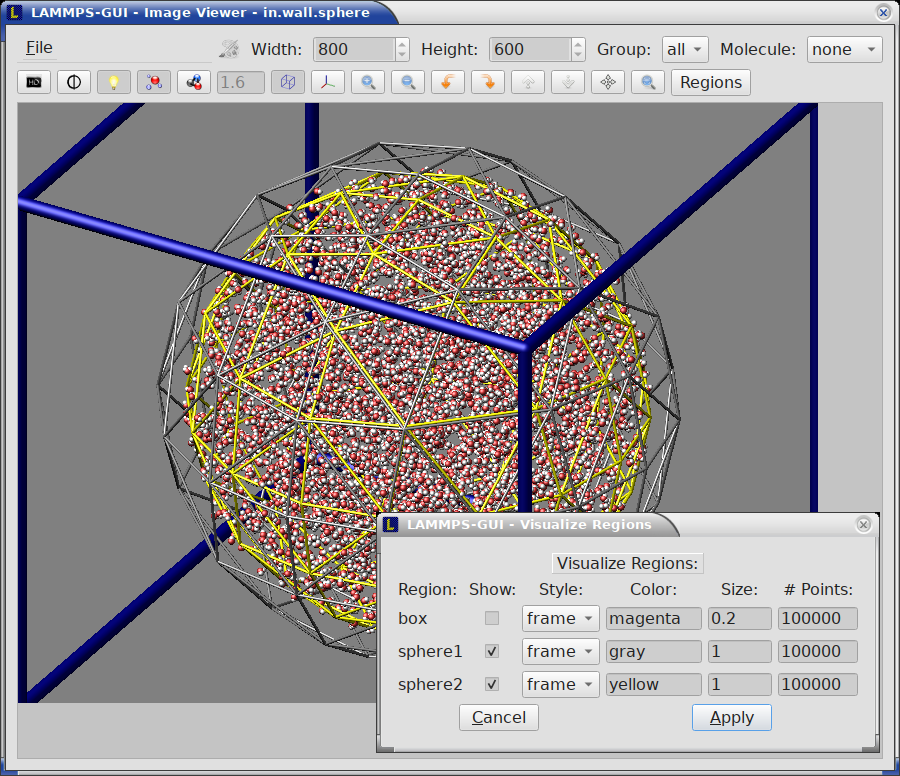 LAMMPS-GUI - Image Viewer - in.wall.sphere
File Width: 800 Height: 600 Group: all Molecule: none
HD 1.6 Regions
LAMMPS-GUI - Visualize Regions
Visualize Regions:
Region: Show: Style: Color: Size: # Points:
box frame magenta 0.2 100000
sphere1 frame gray 1 100000
sphere2 frame yellow 1 100000
Cancel Apply